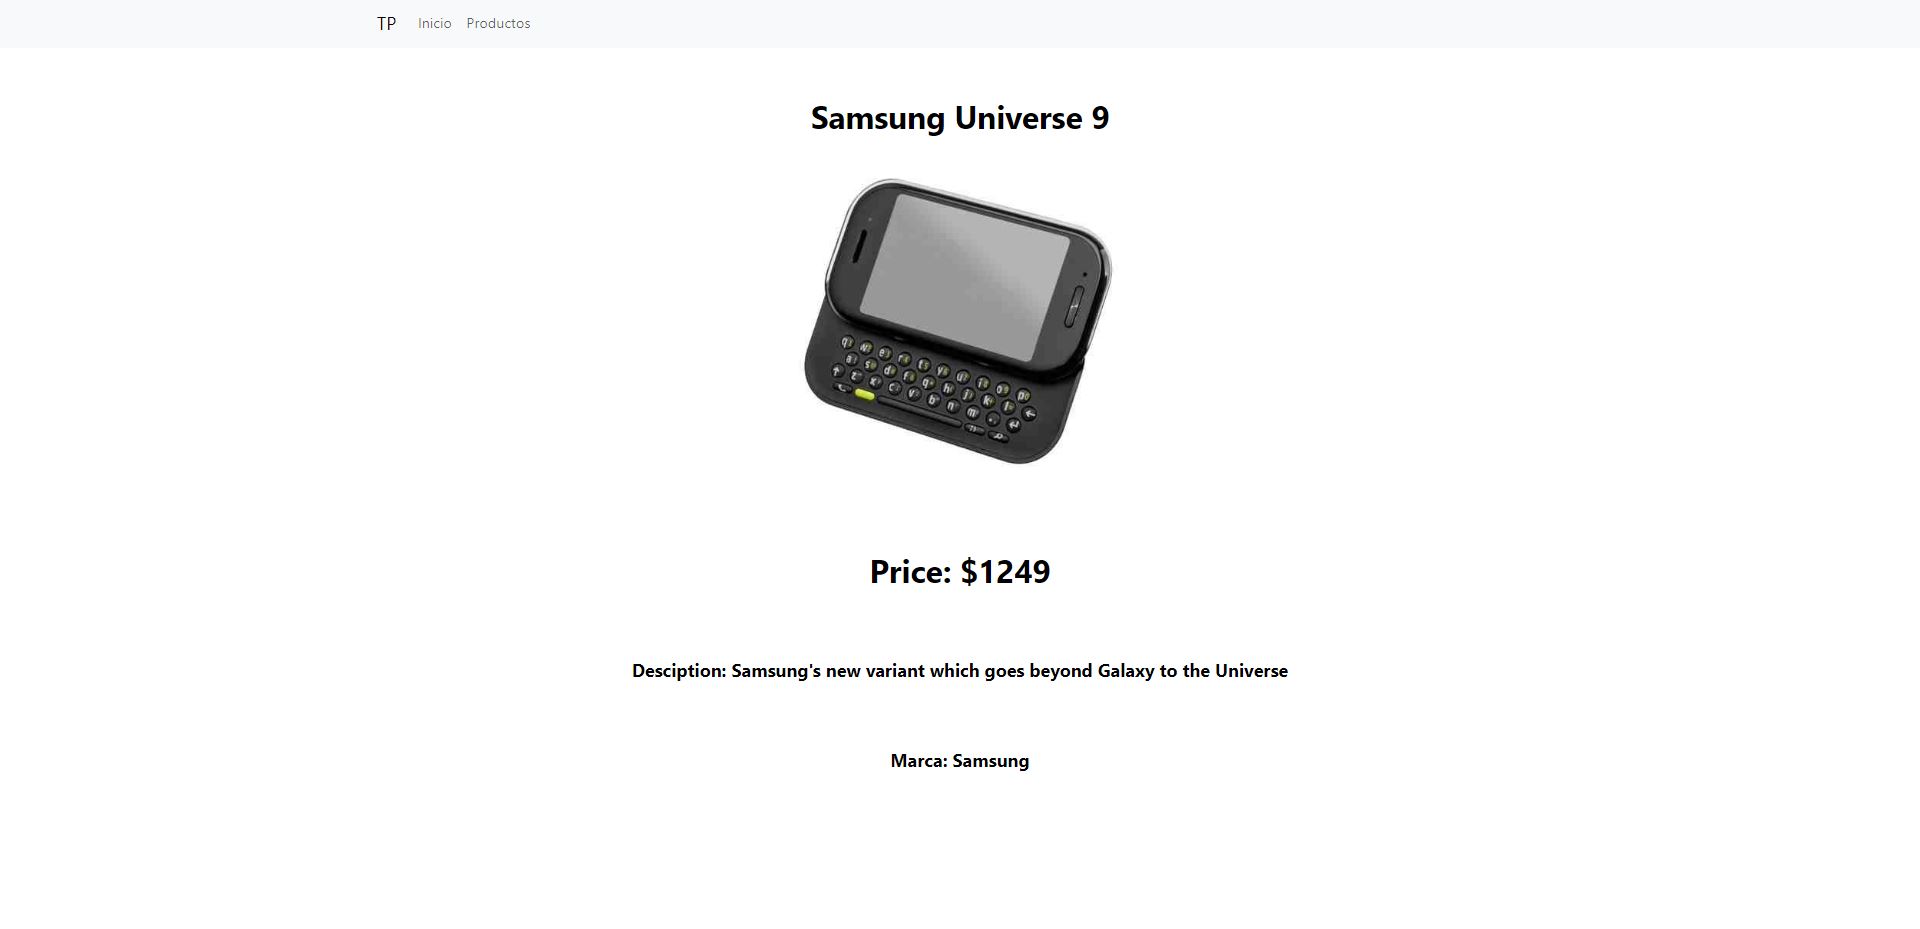 TP Inicio Productos
Samsung Universe 9
Price: $1249
Desciption: Samsung's new variant which goes beyond Galaxy to the Universe
Marca: Samsung